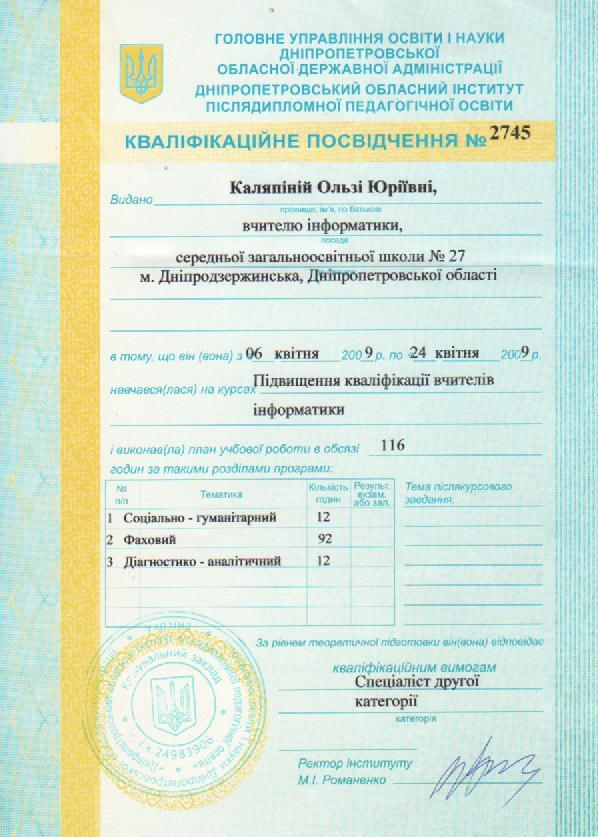 ГОЛОВНЕ УПРАВЛІННЯ ОСВІТИ І НАУКИ
ДНІПРОПЕТРОВСЬКОЇ
ОБЛАСНОЇ ДЕРЖАВНОЇ АДМІНІСТРАЦІЇ
ДНІПРОПЕТРОВСЬКИЙ ОБЛАСНИЙ ІНСТИТУТ
ПІСЛЯДИПЛОМНОЇ ПЕДАГОГІЧНОЇ ОСВІТИ
КВАЛІФІКАЦІЙНЕ ПОСВІДЧЕННЯ № 2745
Видано Каляпіній Ользі Юріївні,
прізвище, ім'я, по батькові
вчителю інформатики,
посада
середньої загальноосвітньої школи № 27
м. Дніпродзержинська, Дніпропетровської області
в тому, що він (вона) з 06 квітня 2009 р. по «24 квітня 2009 р.
навчався(лася) на курсах Підвищення кваліфікації вчителів
інформатики
і виконав(ла) план учбової роботи в обсязі 116
годин за такими розділами програми:
№ п/п Тематика Кількість годин Результ. екзам. або зал.
1 Соціально - гуманітарний 12
2 Фаховий 92
3 Діагностико - аналітичний 12
Тема післякурсового
завдання:
За рівнем теоретичної підготовки він(вона) відповідає
кваліфікаційним вимогам
Спеціаліст другої
категорії
категорія
Ректор інституту
М.І. Романенко
Україна
навчальний заклад
і.к. 24983906